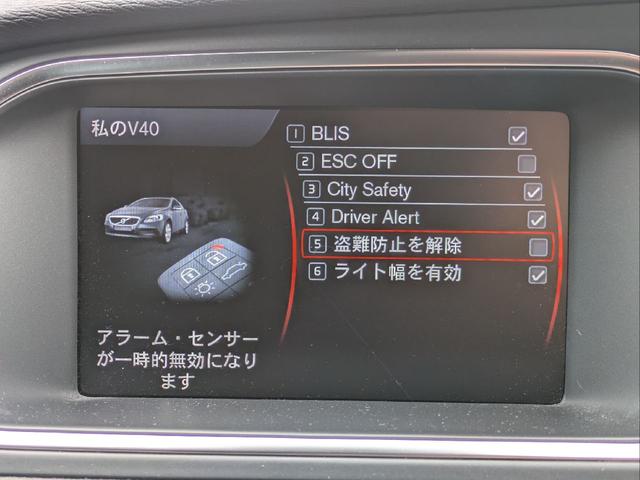 私のV40
1 BLIS
2 ESC OFF
3 City Safety
4 Driver Alert
5 盗難防止を解除
6 ライト幅を有効
アラーム・センサー
が一時的無効になり
ます